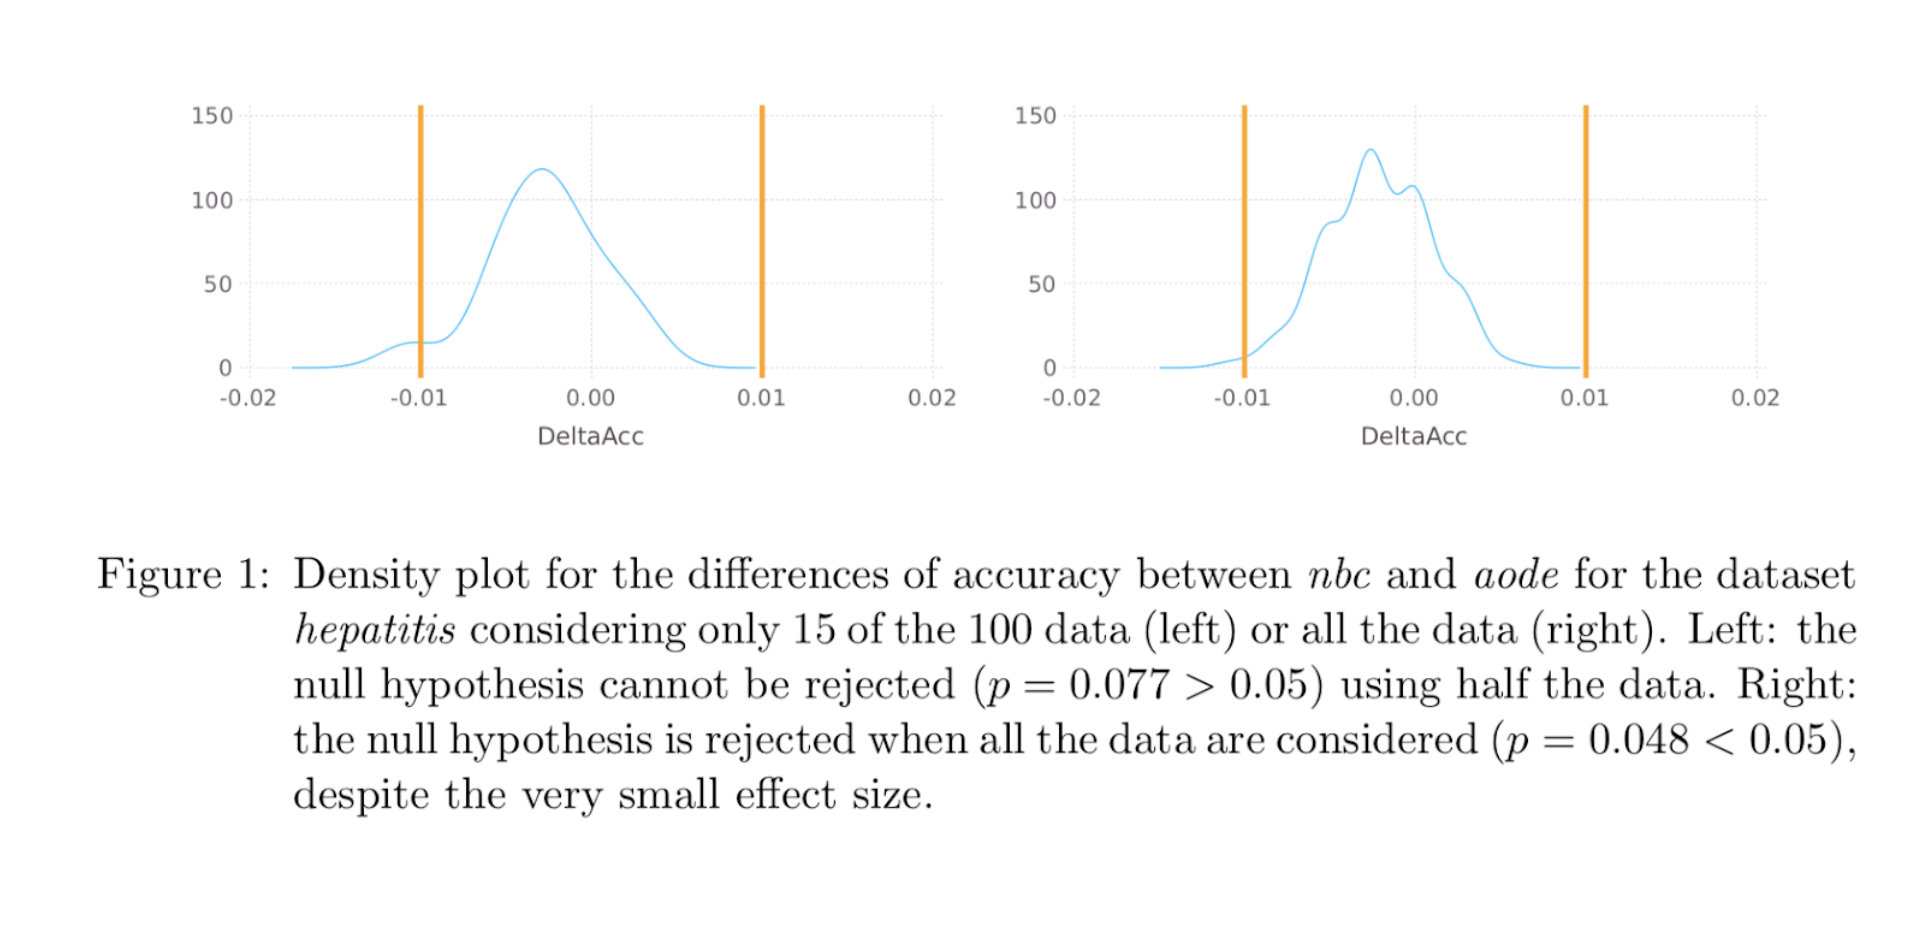 150
100
50
0
-0.02 -0.01 0.00 0.01 0.02
DeltaAcc
150
100
50
0
-0.02 -0.01 0.00 0.01 0.02
DeltaAcc
Figure 1: Density plot for the differences of accuracy between nbc and aode for the dataset
hepatitis considering only 15 of the 100 data (left) or all the data (right). Left: the
null hypothesis cannot be rejected (p = 0.077 > 0.05) using half the data. Right:
the null hypothesis is rejected when all the data are considered (p = 0.048 < 0.05),
despite the very small effect size.